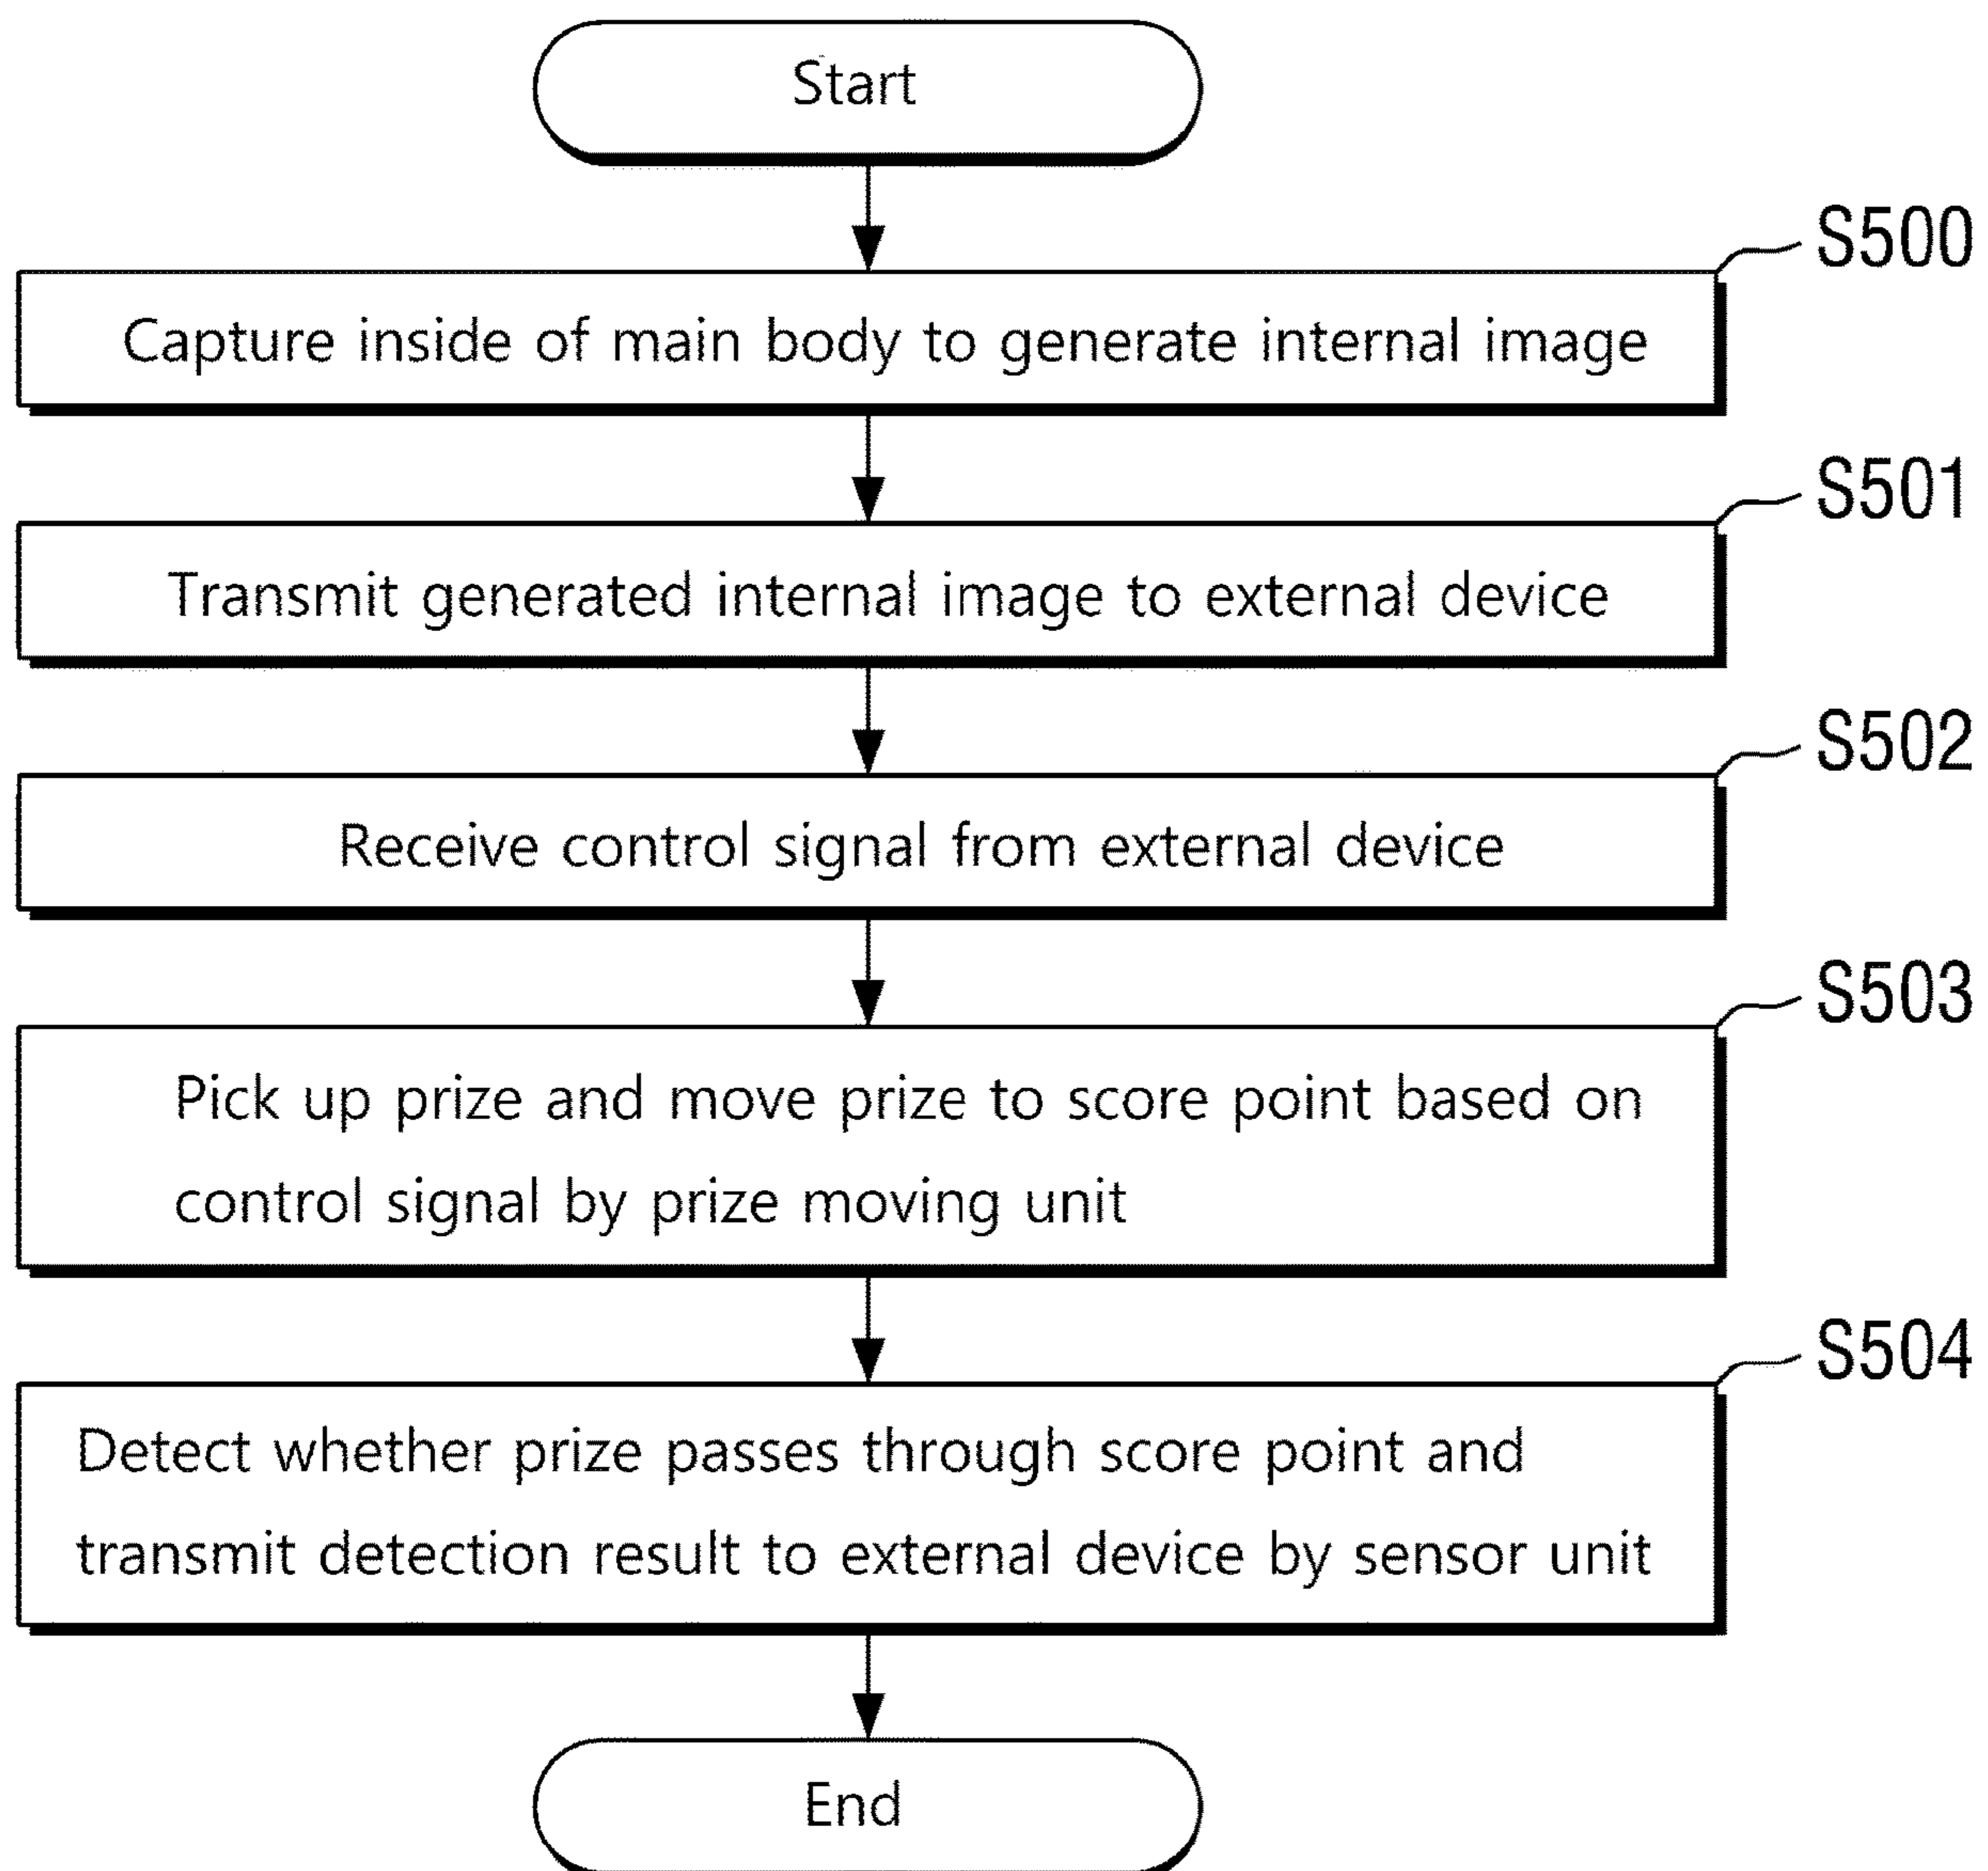 Start
S500
Capture inside of main body to generate internal image
S501
Transmit generated internal image to external device
S502
Receive control signal from external device
S503
Pick up prize and move prize to score point based on
control signal by prize moving unit
S504
Detect whether prize passes through score point and
transmit detection result to external device by sensor unit
End